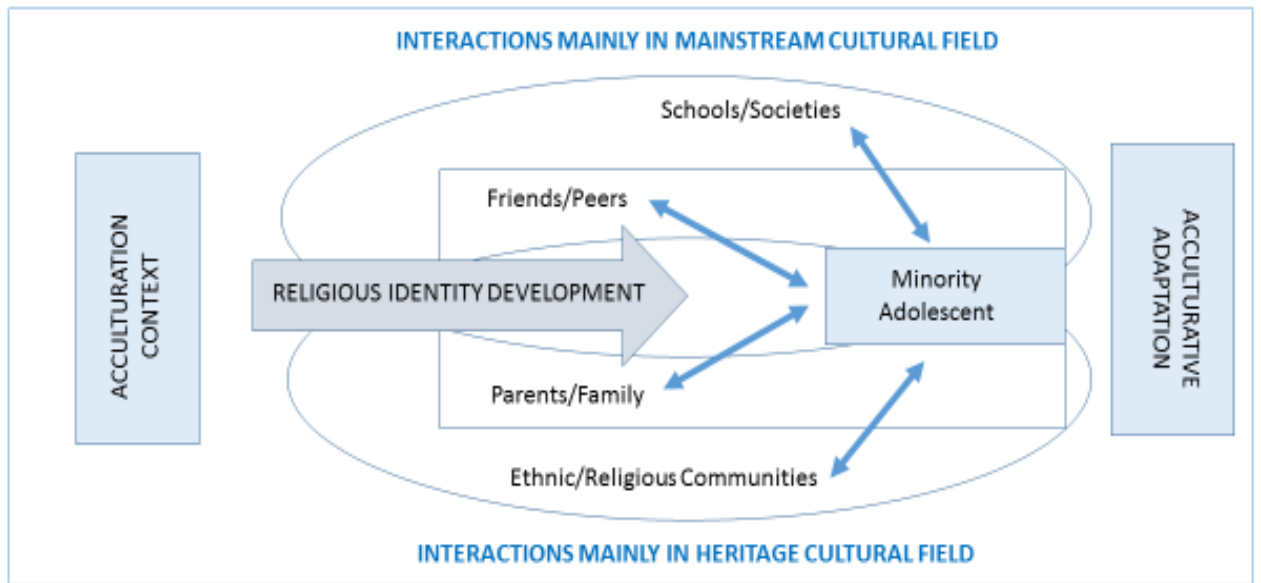 INTERACTIONS MAINLY IN MAINSTREAM CULTURAL FIELD
Schools/Societies
Friends/Peers
ACCULTURATION
CONTEXT
RELIGIOUS IDENTITY DEVELOPMENT
Minority
Adolescent
ACCULTURATIVE
ADAPTATION
Parents/Family
Ethnic/Religious Communities
INTERACTIONS MAINLY IN HERITAGE CULTURAL FIELD